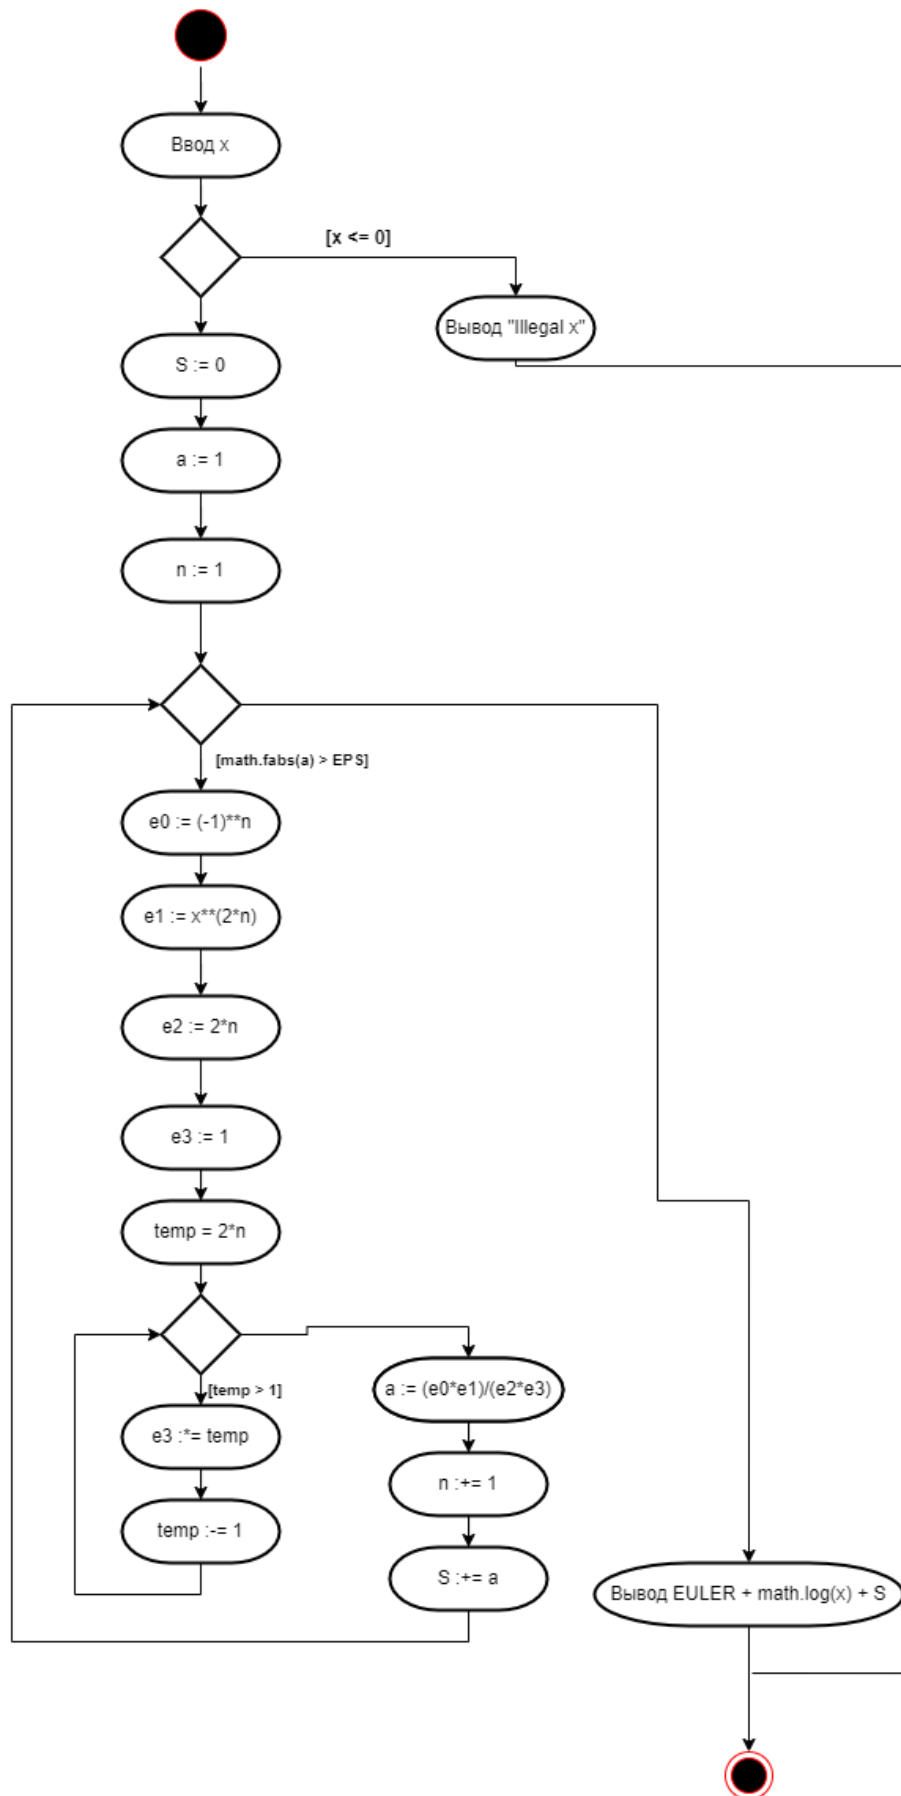 Ввод x
[x <= 0]
Вывод "Illegal x"
S := 0
a := 1
n := 1
[math.fabs(a) > EPS]
e0 := (-1)**n
e1 := x**(2*n)
e2 := 2*n
e3 := 1
temp = 2*n
[temp > 1]
a := (e0*e1)/(e2*e3)
e3 :*= temp
n :+= 1
temp :-= 1
S :+= a
Вывод EULER + math.log(x) + S